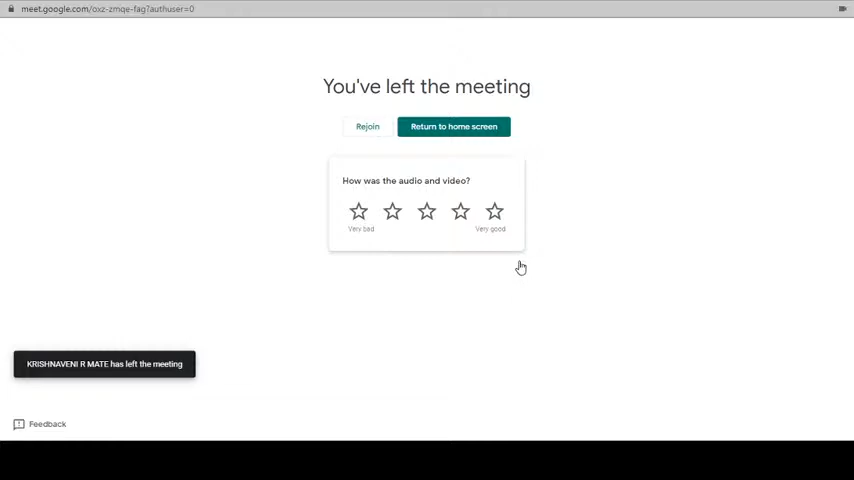 meet.google.com/oxz-zmqe-fag?authuser=0
You've left the meeting
Rejoin
Return to home screen
How was the audio and video?
Very bad
Very good
KRISHNAVENI R MATE has left the meeting
Feedback